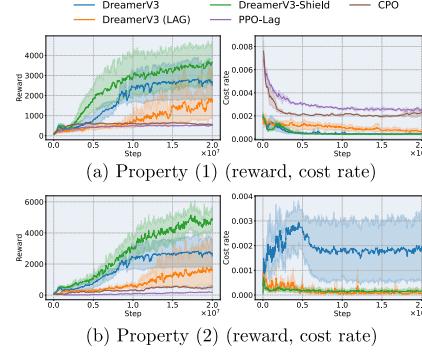 DreamerV3 DreamerV3-Shield CPO
DreamerV3 (LAG) PPO-Lag
Reward
4000
3000
2000
1000
0
0.0 0.5 1.0 1.5 2.0
Step ×10⁷
Cost rate
0.008
0.006
0.004
0.002
0.000
0.0 0.5 1.0 1.5 2.0
Step ×10⁷
(a) Property (1) (reward, cost rate)
Reward
6000
4000
2000
0
0.0 0.5 1.0 1.5 2.0
Step ×10⁷
Cost rate
0.004
0.003
0.002
0.001
0.000
0.0 0.5 1.0 1.5 2.0
Step ×10⁷
(b) Property (2) (reward, cost rate)